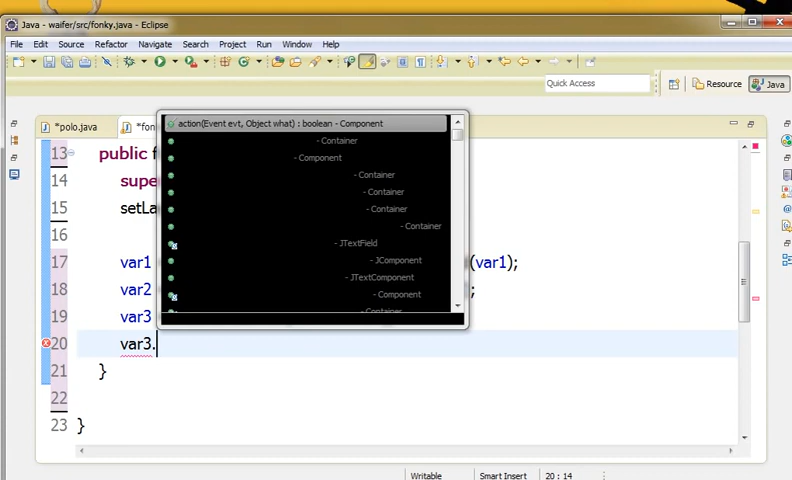 Java - waifer/src/fonky.java - Eclipse
File Edit Source Refactor Navigate Search Project Run Window Help
Quick Access Resource Java
*polo.java *fon
action(Event evt, Object what) : boolean - Component
- Container
- Component
- Container
- Container
- Container
- Container
- JTextField
- JComponent
- JTextComponent
- Component
- Container
13 public f
14 supe
15 setLa
16
17 var1 (var1);
18 var2 ;
19 var3
20 var3.
21 }
22
23 }
Writable Smart Insert 20 : 14